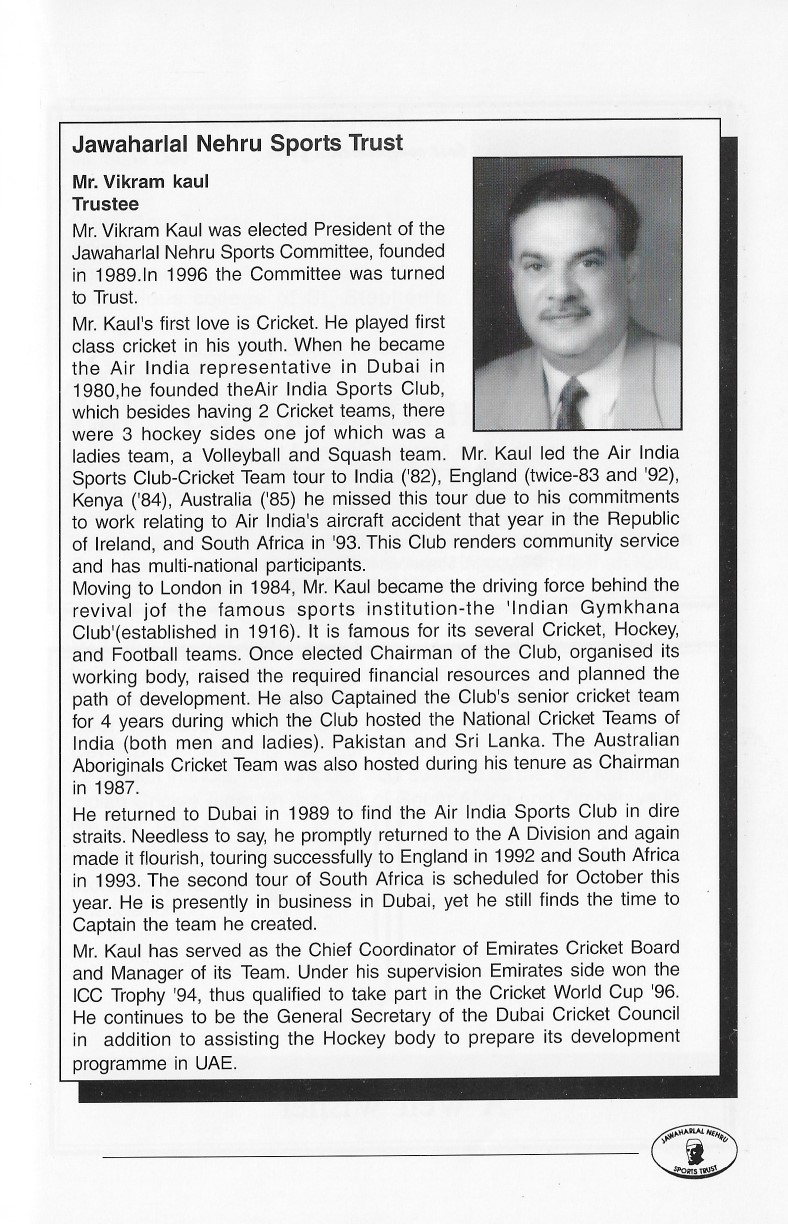 Jawaharlal Nehru Sports Trust
Mr. Vikram kaul
Trustee
Mr. Vikram Kaul was elected President of the
Jawaharlal Nehru Sports Committee, founded
in 1989.In 1996 the Committee was turned
to Trust.
Mr. Kaul's first love is Cricket. He played first
class cricket in his youth. When he became
the Air India representative in Dubai in
1980,he founded theAir India Sports Club,
which besides having 2 Cricket teams, there
were 3 hockey sides one jof which was a
ladies team, a Volleyball and Squash team. Mr. Kaul led the Air India
Sports Club-Cricket Team tour to India ('82), England (twice-83 and '92),
Kenya ('84), Australia ('85) he missed this tour due to his commitments
to work relating to Air India's aircraft accident that year in the Republic
of Ireland, and South Africa in '93. This Club renders community service
and has multi-national participants.
Moving to London in 1984, Mr. Kaul became the driving force behind the
revival jof the famous sports institution-the 'Indian Gymkhana
Club'(established in 1916). It is famous for its several Cricket, Hockey,
and Football teams. Once elected Chairman of the Club, organised its
working body, raised the required financial resources and planned the
path of development. He also Captained the Club's senior cricket team
for 4 years during which the Club hosted the National Cricket Teams of
India (both men and ladies). Pakistan and Sri Lanka. The Australian
Aboriginals Cricket Team was also hosted during his tenure as Chairman
in 1987.
He returned to Dubai in 1989 to find the Air India Sports Club in dire
straits. Needless to say, he promptly returned to the A Division and again
made it flourish, touring successfully to England in 1992 and South Africa
in 1993. The second tour of South Africa is scheduled for October this
year. He is presently in business in Dubai, yet he still finds the time to
Captain the team he created.
Mr. Kaul has served as the Chief Coordinator of Emirates Cricket Board
and Manager of its Team. Under his supervision Emirates side won the
ICC Trophy '94, thus qualified to take part in the Cricket World Cup '96.
He continues to be the General Secretary of the Dubai Cricket Council
in addition to assisting the Hockey body to prepare its development
programme in UAE.
JAWAHARLAL NEHRU
SPORTS TRUST